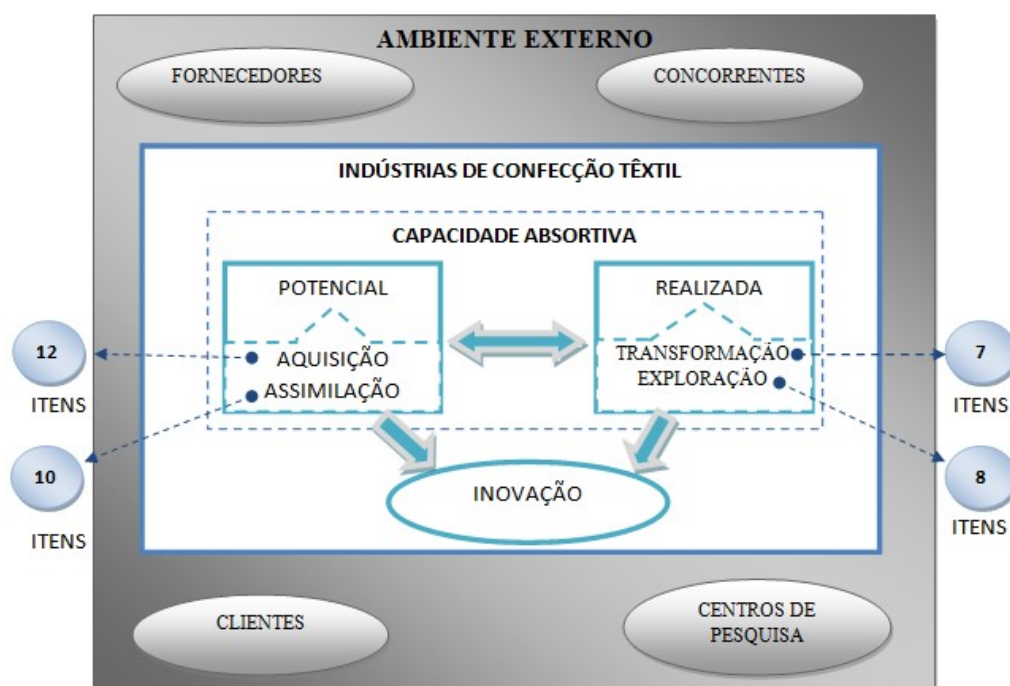 AMBIENTE EXTERNO
FORNECEDORES
CONCORRENTES
INDÚSTRIAS DE CONFECÇÃO TÊXTIL
CAPACIDADE ABSORTIVA
POTENCIAL
REALIZADA
12
ITENS
AQUISIÇÃO
ASSIMILAÇÃO
TRANSFORMAÇÃO
EXPLORAÇÃO
7
ITENS
10
ITENS
INOVAÇÃO
8
ITENS
CLIENTES
CENTROS DE
PESQUISA